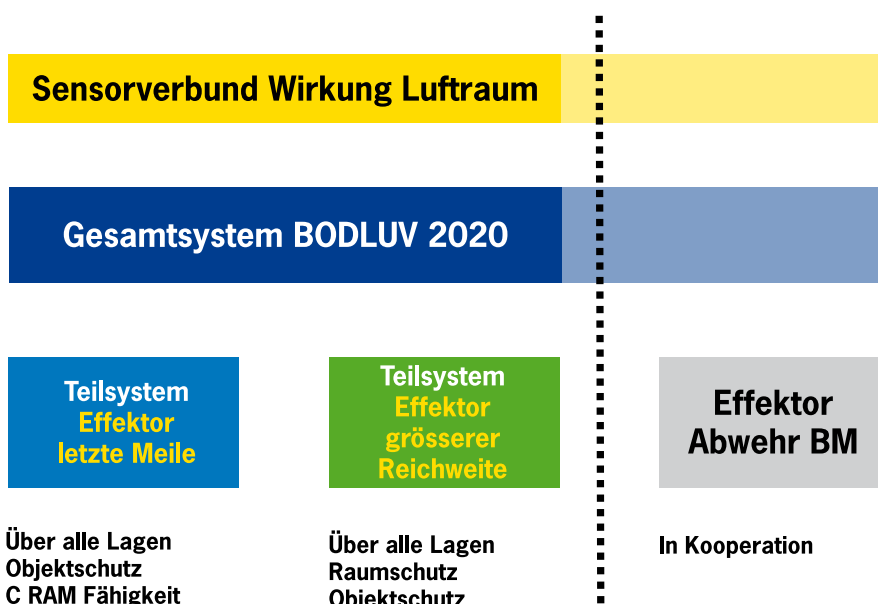 Sensorverbund Wirkung Luftraum
Gesamtsystem BODLUV 2020
Teilsystem
Effektor
letzte Meile
Teilsystem
Effektor
grösserer
Reichweite
Effektor
Abwehr BM
Über alle Lagen
Objektschutz
C RAM Fähigkeit
Über alle Lagen
Raumschutz
Objektschutz
In Kooperation